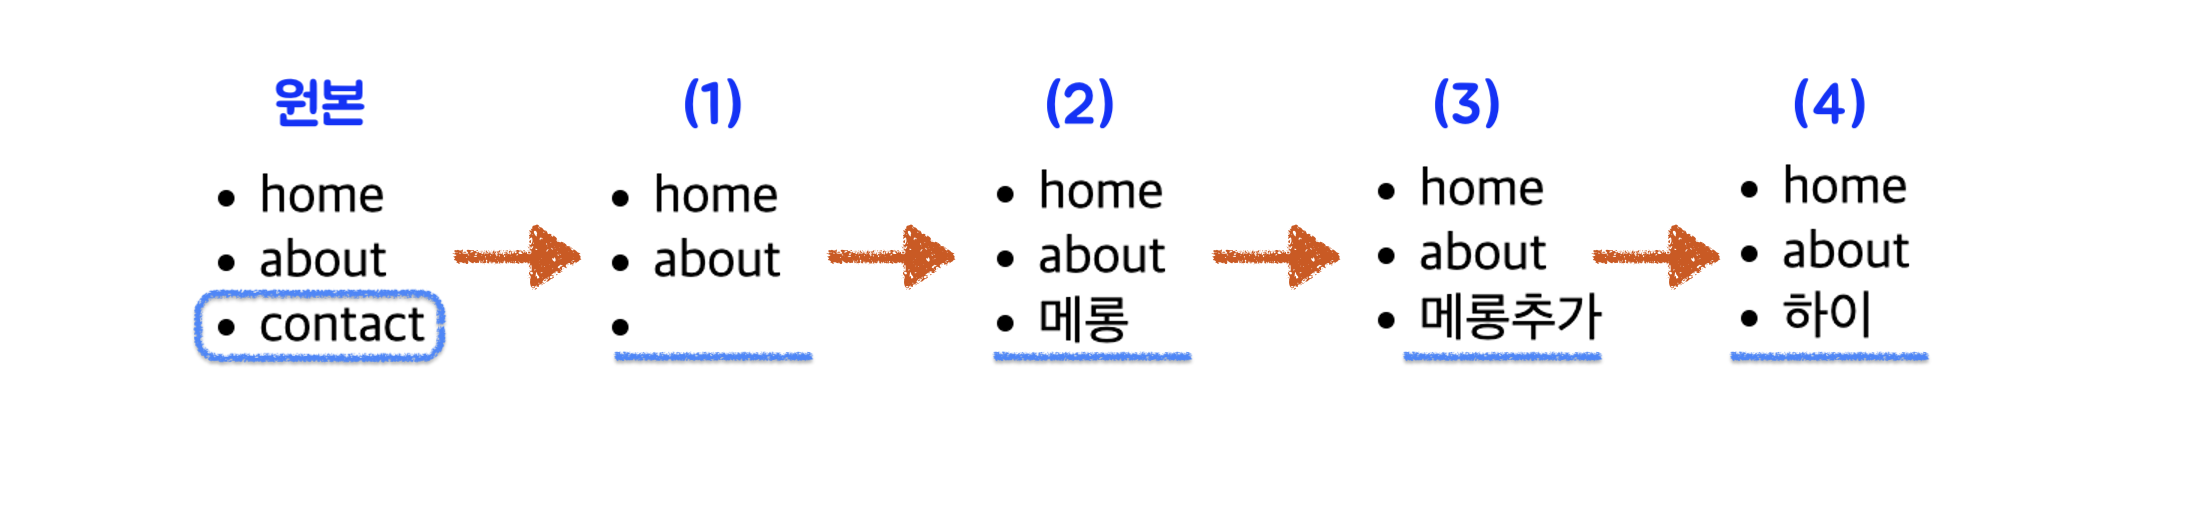 원본
• home
• about
• contact
(1)
• home
• about
•
(2)
• home
• about
• 메롱
(3)
• home
• about
• 메롱추가
(4)
• home
• about
• 하이